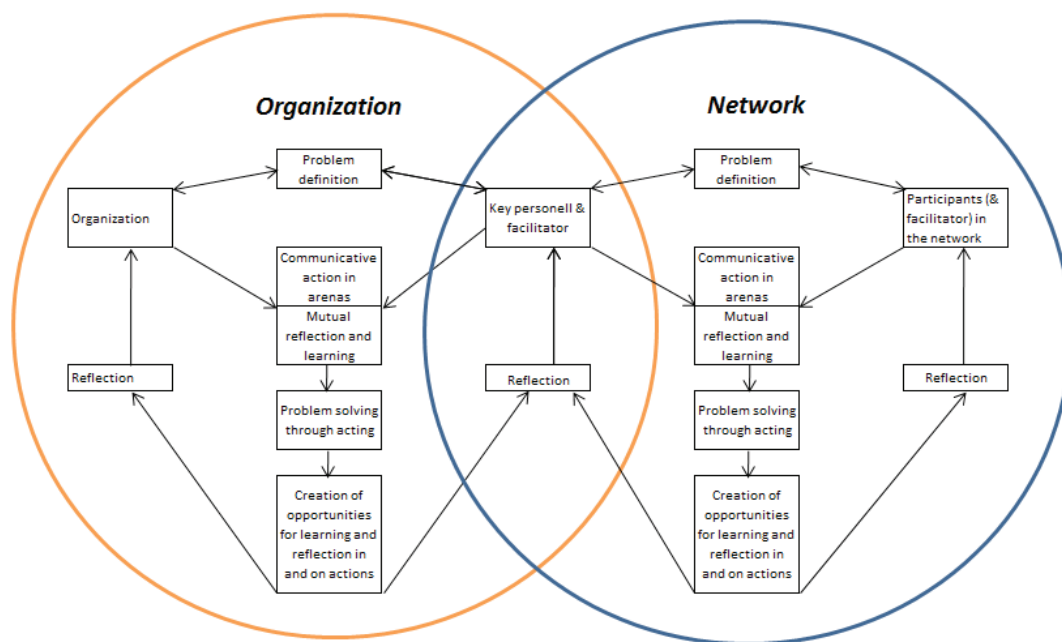 Organization
Network
Problem
definition
Problem
definition
Organization
Key personell &
facilitator
Participants (&
facilitator) in
the network
Communicative
action in
arenas
Mutual
reflection and
learning
Communicative
action in
arenas
Mutual
reflection and
learning
Reflection
Reflection
Reflection
Problem solving
through acting
Problem solving
through acting
Creation of
opportunities
for learning and
reflection in
and on actions
Creation of
opportunities
for learning and
reflection in
and on actions